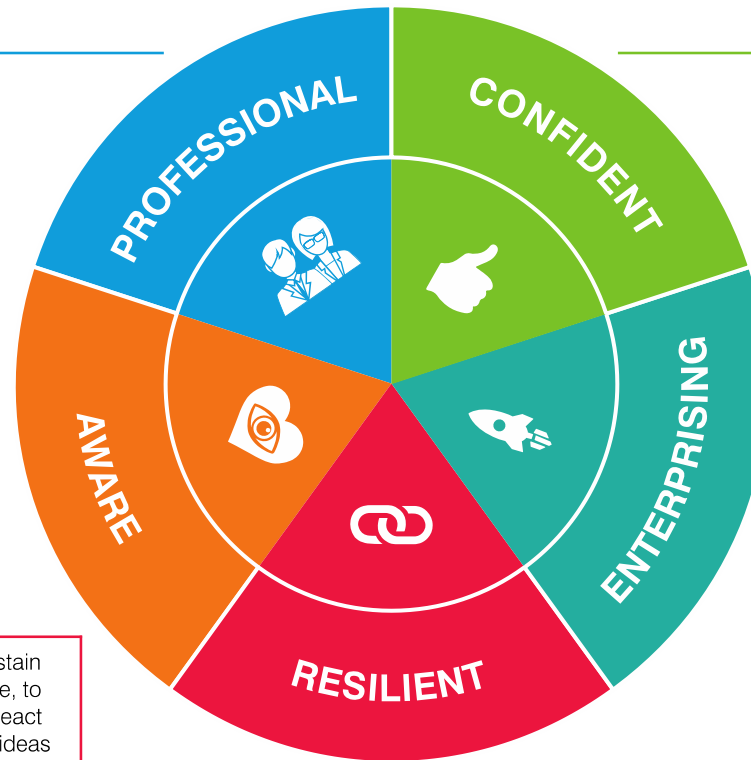 PROFESSIONAL
CONFIDENT
ENTERPRISING
RESILIENT
AWARE
stain
e, to
eact
ideas